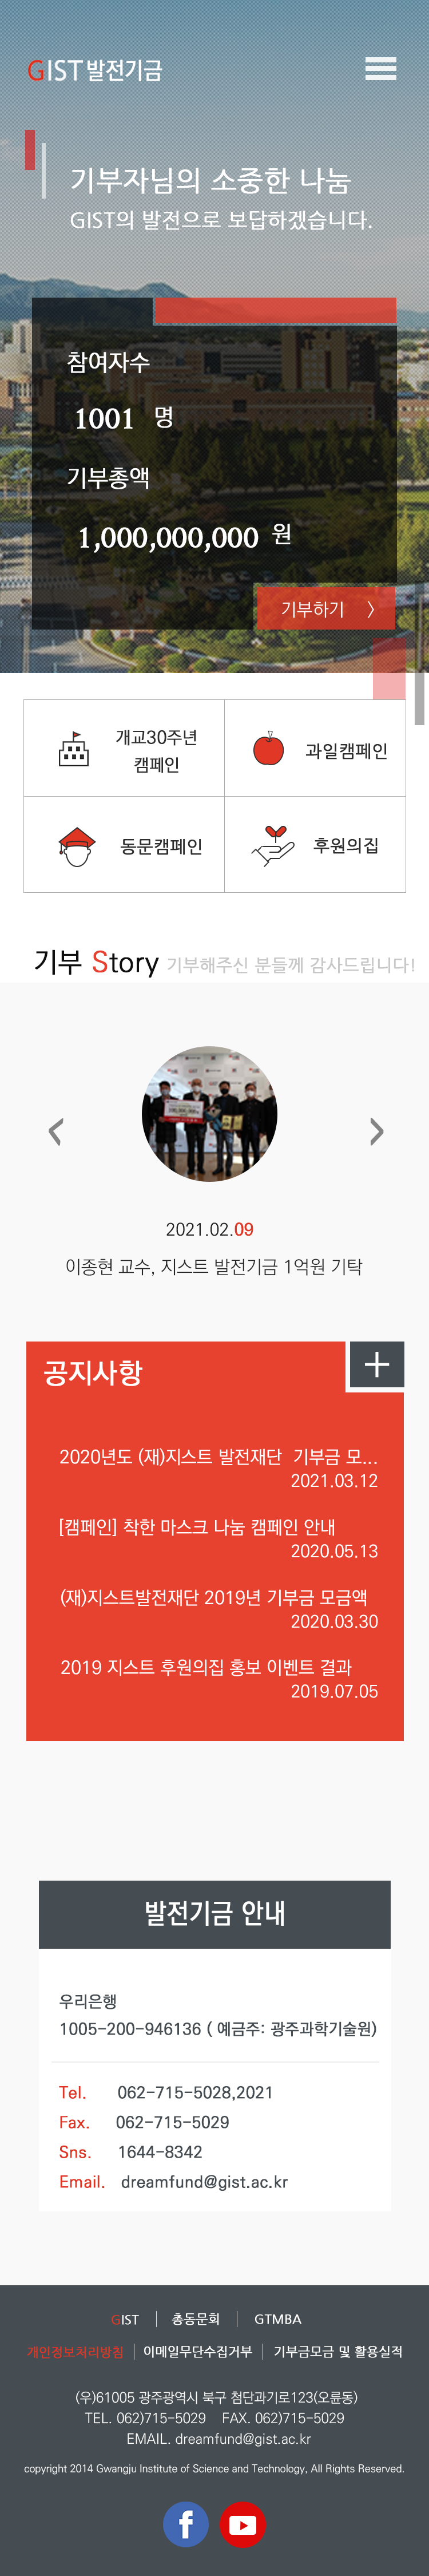 GIST 발전기금
기부자님의 소중한 나눔
GIST의 발전으로 보답하겠습니다.
참여자수
1001 명
기부총액
1,000,000,000 원
기부하기 >
개교30주년
캠페인
과일캠페인
동문캠페인
후원의집
기부 Story 기부해주신 분들께 감사드립니다!
2021.02.09
이종현 교수, 지스트 발전기금 1억원 기탁
공지사항
2020년도 (재)지스트 발전재단 기부금 모...
2021.03.12
[캠페인] 착한 마스크 나눔 캠페인 안내
2020.05.13
(재)지스트발전재단 2019년 기부금 모금액
2020.03.30
2019 지스트 후원의집 홍보 이벤트 결과
2019.07.05
발전기금 안내
우리은행
1005-200-946136 ( 예금주: 광주과학기술원)
Tel. 062-715-5028,2021
Fax. 062-715-5029
Sns. 1644-8342
Email. dreamfund@gist.ac.kr
GIST | 총동문회 | GTMBA
개인정보처리방침 | 이메일무단수집거부 | 기부금모금 및 활용실적
(우)61005 광주광역시 북구 첨단과기로123(오룡동)
TEL. 062)715-5029 FAX. 062)715-5029
EMAIL. dreamfund@gist.ac.kr
copyright 2014 Gwangju Institute of Science and Technology, All Rights Reserved.